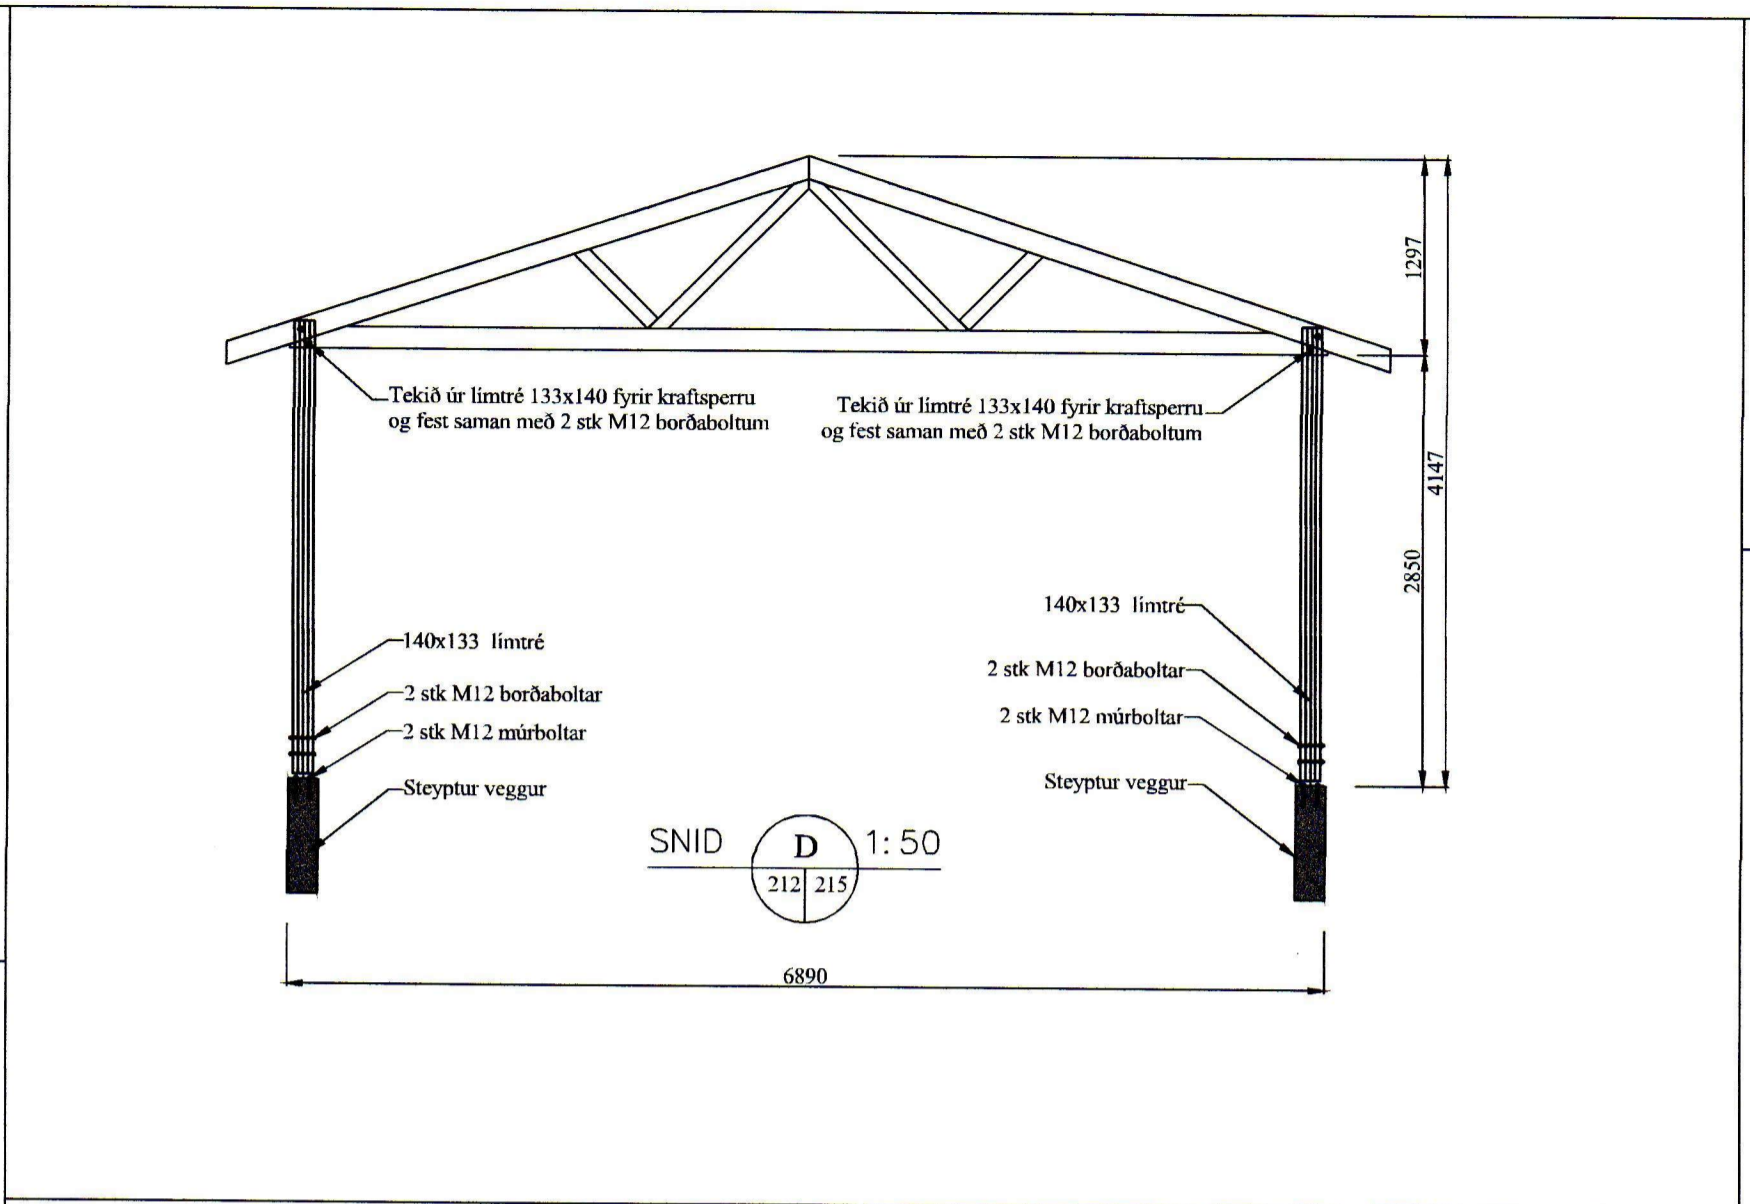 1297
4147
2850
Tekið úr límtré 133x140 fyrir kraftsperru
og fest saman með 2 stk M12 borðaboltum
Tekið úr límtré 133x140 fyrir kraftsperru
og fest saman með 2 stk M12 borðaboltum
140x133 límtré
2 stk M12 borðaboltar
2 stk M12 múrboltar
Steyptur veggur
140x133 límtré
2 stk M12 borðaboltar
2 stk M12 múrboltar
Steyptur veggur
SNID D 1:50
212 215
6890